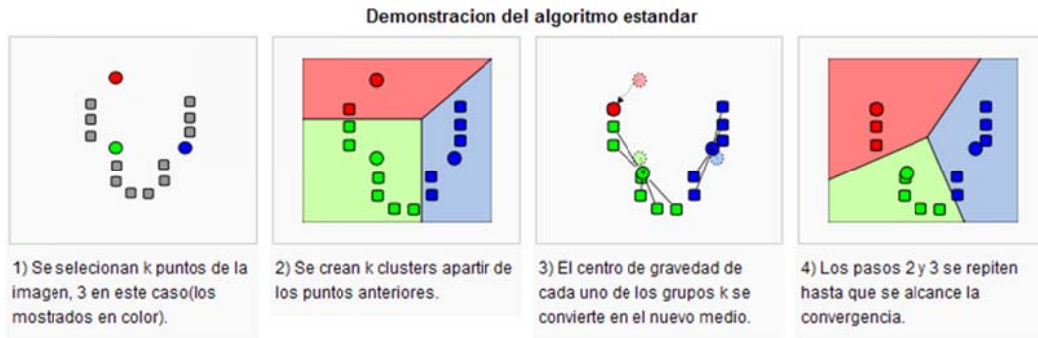 Demonstracion del algoritmo estandar
1) Se selecionan k puntos de la
imagen, 3 en este caso(los
mostrados en color).
2) Se crean k clusters apartir de
los puntos anteriores.
3) El centro de gravedad de
cada uno de los grupos k se
convierte en el nuevo medio.
4) Los pasos 2 y 3 se repiten
hasta que se alcance la
convergencia.